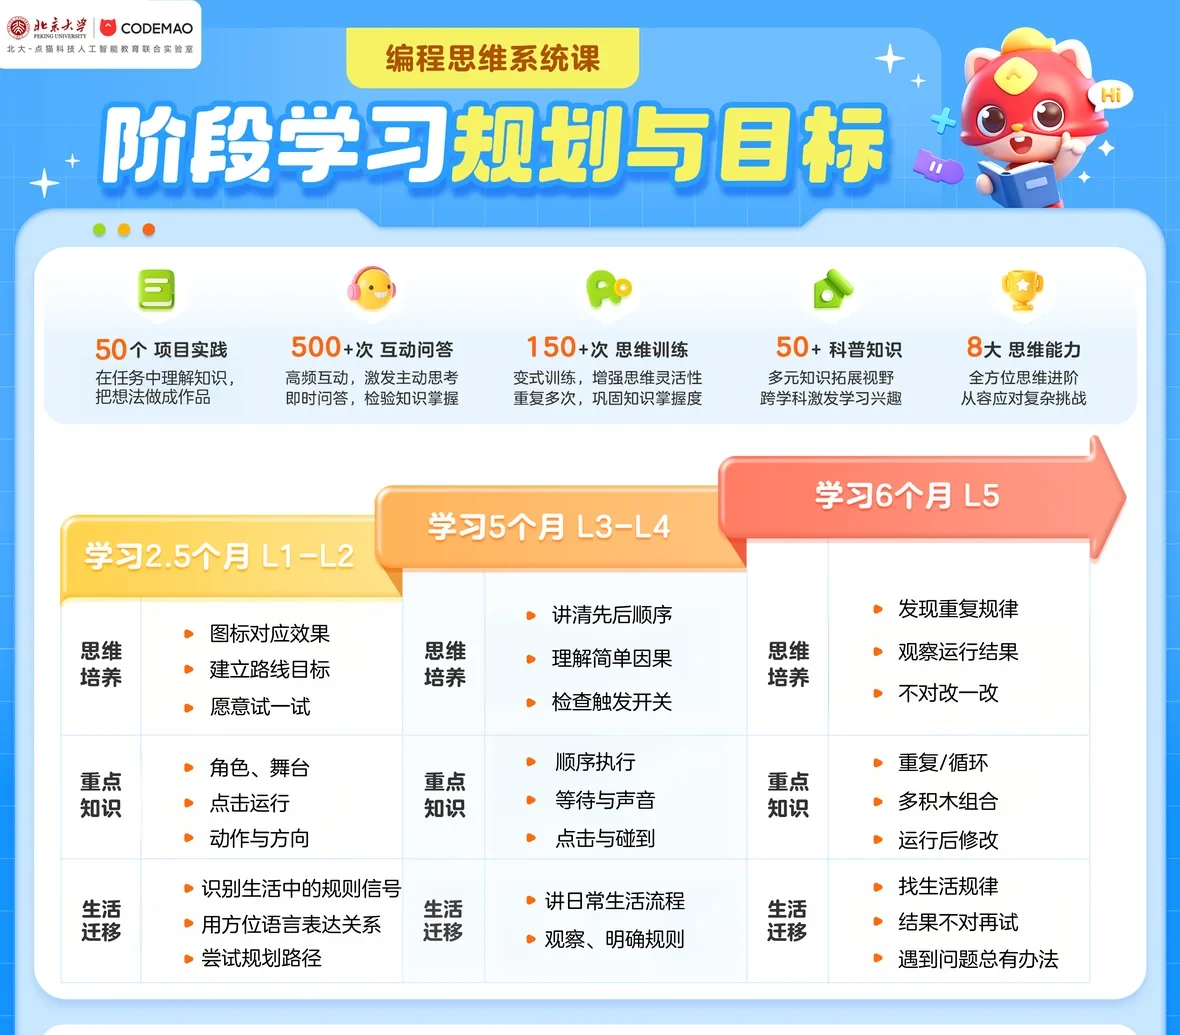 北京大学
PEKING UNIVERSITY
CODEMAO
北大-点猫科技人工智能教育联合实验室
编程思维系统课
阶段学习规划与目标
Hi
50个 项目实践
在任务中理解知识，
把想法做成作品
500+次 互动问答
高频互动，激发主动思考
即时问答，检验知识掌握
150+次 思维训练
变式训练，增强思维灵活性
重复多次，巩固知识掌握度
50+ 科普知识
多元知识拓展视野
跨学科激发学习兴趣
8大 思维能力
全方位思维进阶
从容应对复杂挑战
学习2.5个月 L1-L2
思维
培养
图标对应效果
建立路线目标
愿意试一试
重点
知识
角色、舞台
点击运行
动作与方向
生活
迁移
识别生活中的规则信号
用方位语言表达关系
尝试规划路径
学习5个月 L3-L4
思维
培养
讲清先后顺序
理解简单因果
检查触发开关
重点
知识
顺序执行
等待与声音
点击与碰到
生活
迁移
讲日常生活流程
观察、明确规则
学习6个月 L5
思维
培养
发现重复规律
观察运行结果
不对改一改
重点
知识
重复/循环
多积木组合
运行后修改
生活
迁移
找生活规律
结果不对再试
遇到问题总有办法